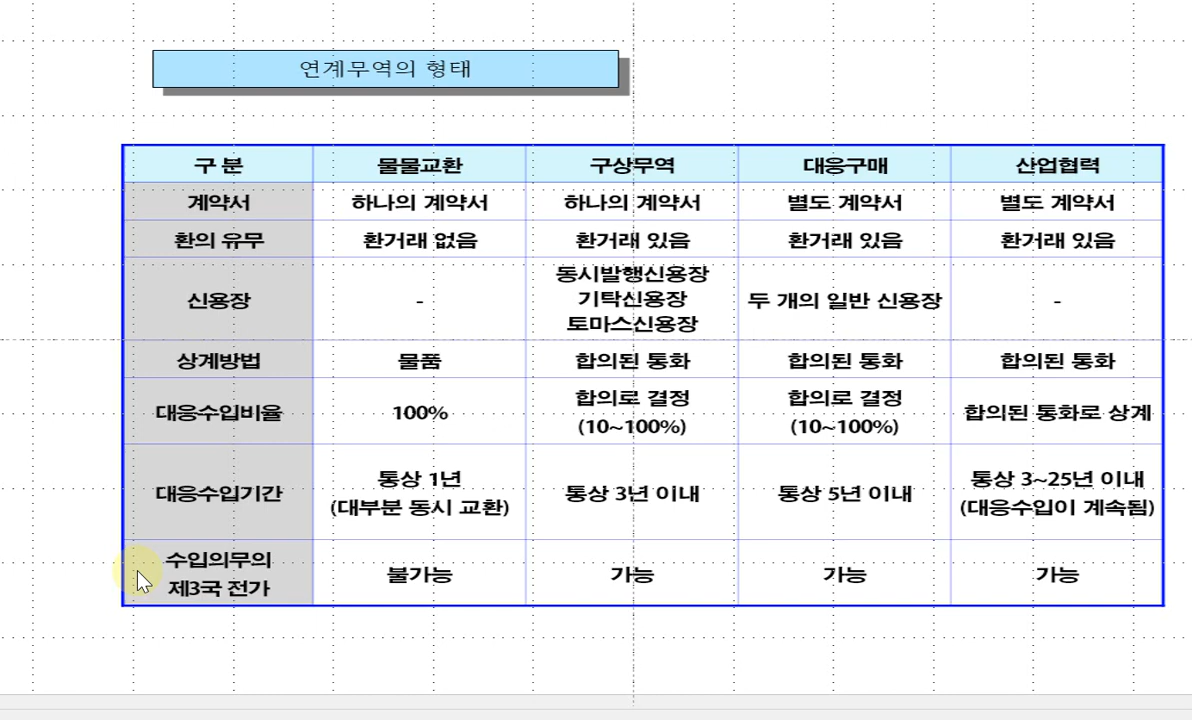 연계무역의 형태
구 분 물물교환 구상무역 대응구매 산업협력
계약서 하나의 계약서 하나의 계약서 별도 계약서 별도 계약서
환의 유무 환거래 없음 환거래 있음 환거래 있음 환거래 있음
동시발행신용장
신용장 - 기탁신용장 두 개의 일반 신용장 -
토마스신용장
상계방법 물품 합의된 통화 합의된 통화 합의된 통화
합의로 결정 합의로 결정
대응수입비율 100% 합의된 통화로 상계
(10~100%) (10~100%)
통상 1년 통상 3~25년 이내
대응수입기간 통상 3년 이내 통상 5년 이내
(대부분 동시 교환) (대응수입이 계속됨)
수입의무의
불가능 가능 가능 가능
제3국 전가